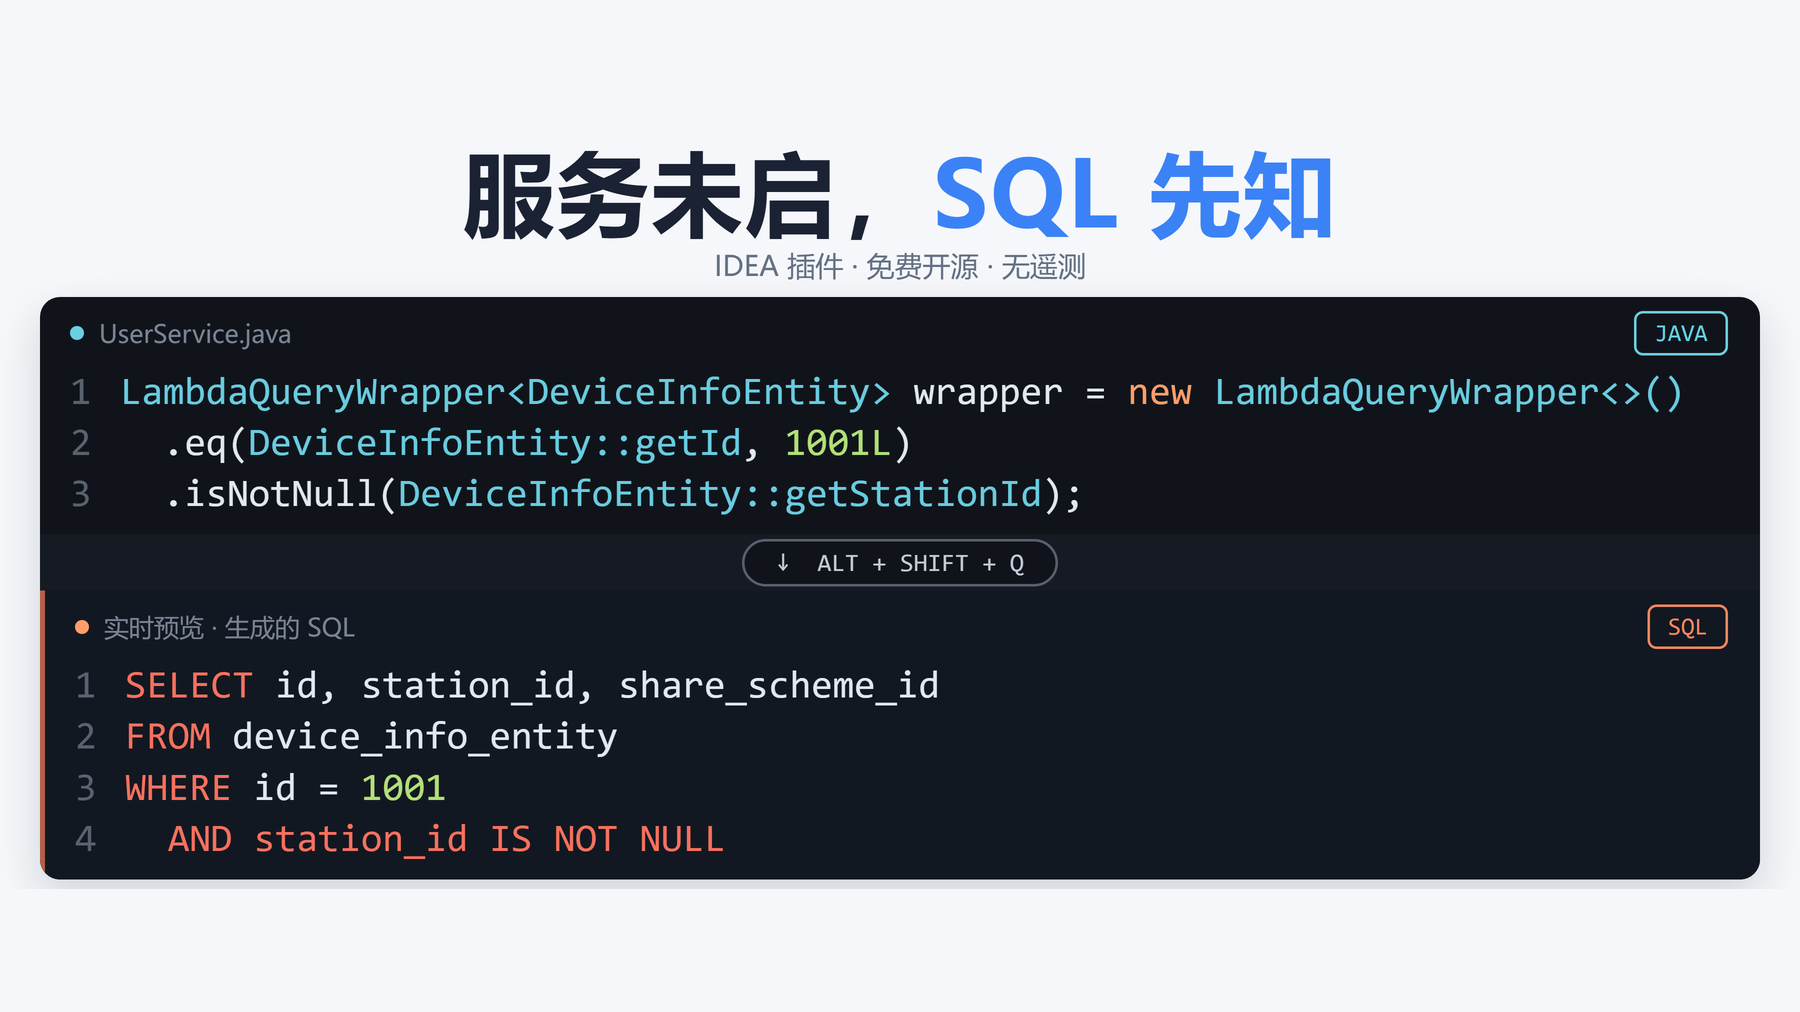 服务未启，SQL 先知
IDEA 插件 · 免费开源 · 无遥测
UserService.java
JAVA
1 LambdaQueryWrapper<DeviceInfoEntity> wrapper = new LambdaQueryWrapper<>()
2 .eq(DeviceInfoEntity::getId, 1001L)
3 .isNotNull(DeviceInfoEntity::getStationId);
↓ ALT + SHIFT + Q
实时预览 · 生成的 SQL
SQL
1 SELECT id, station_id, share_scheme_id
2 FROM device_info_entity
3 WHERE id = 1001
4 AND station_id IS NOT NULL